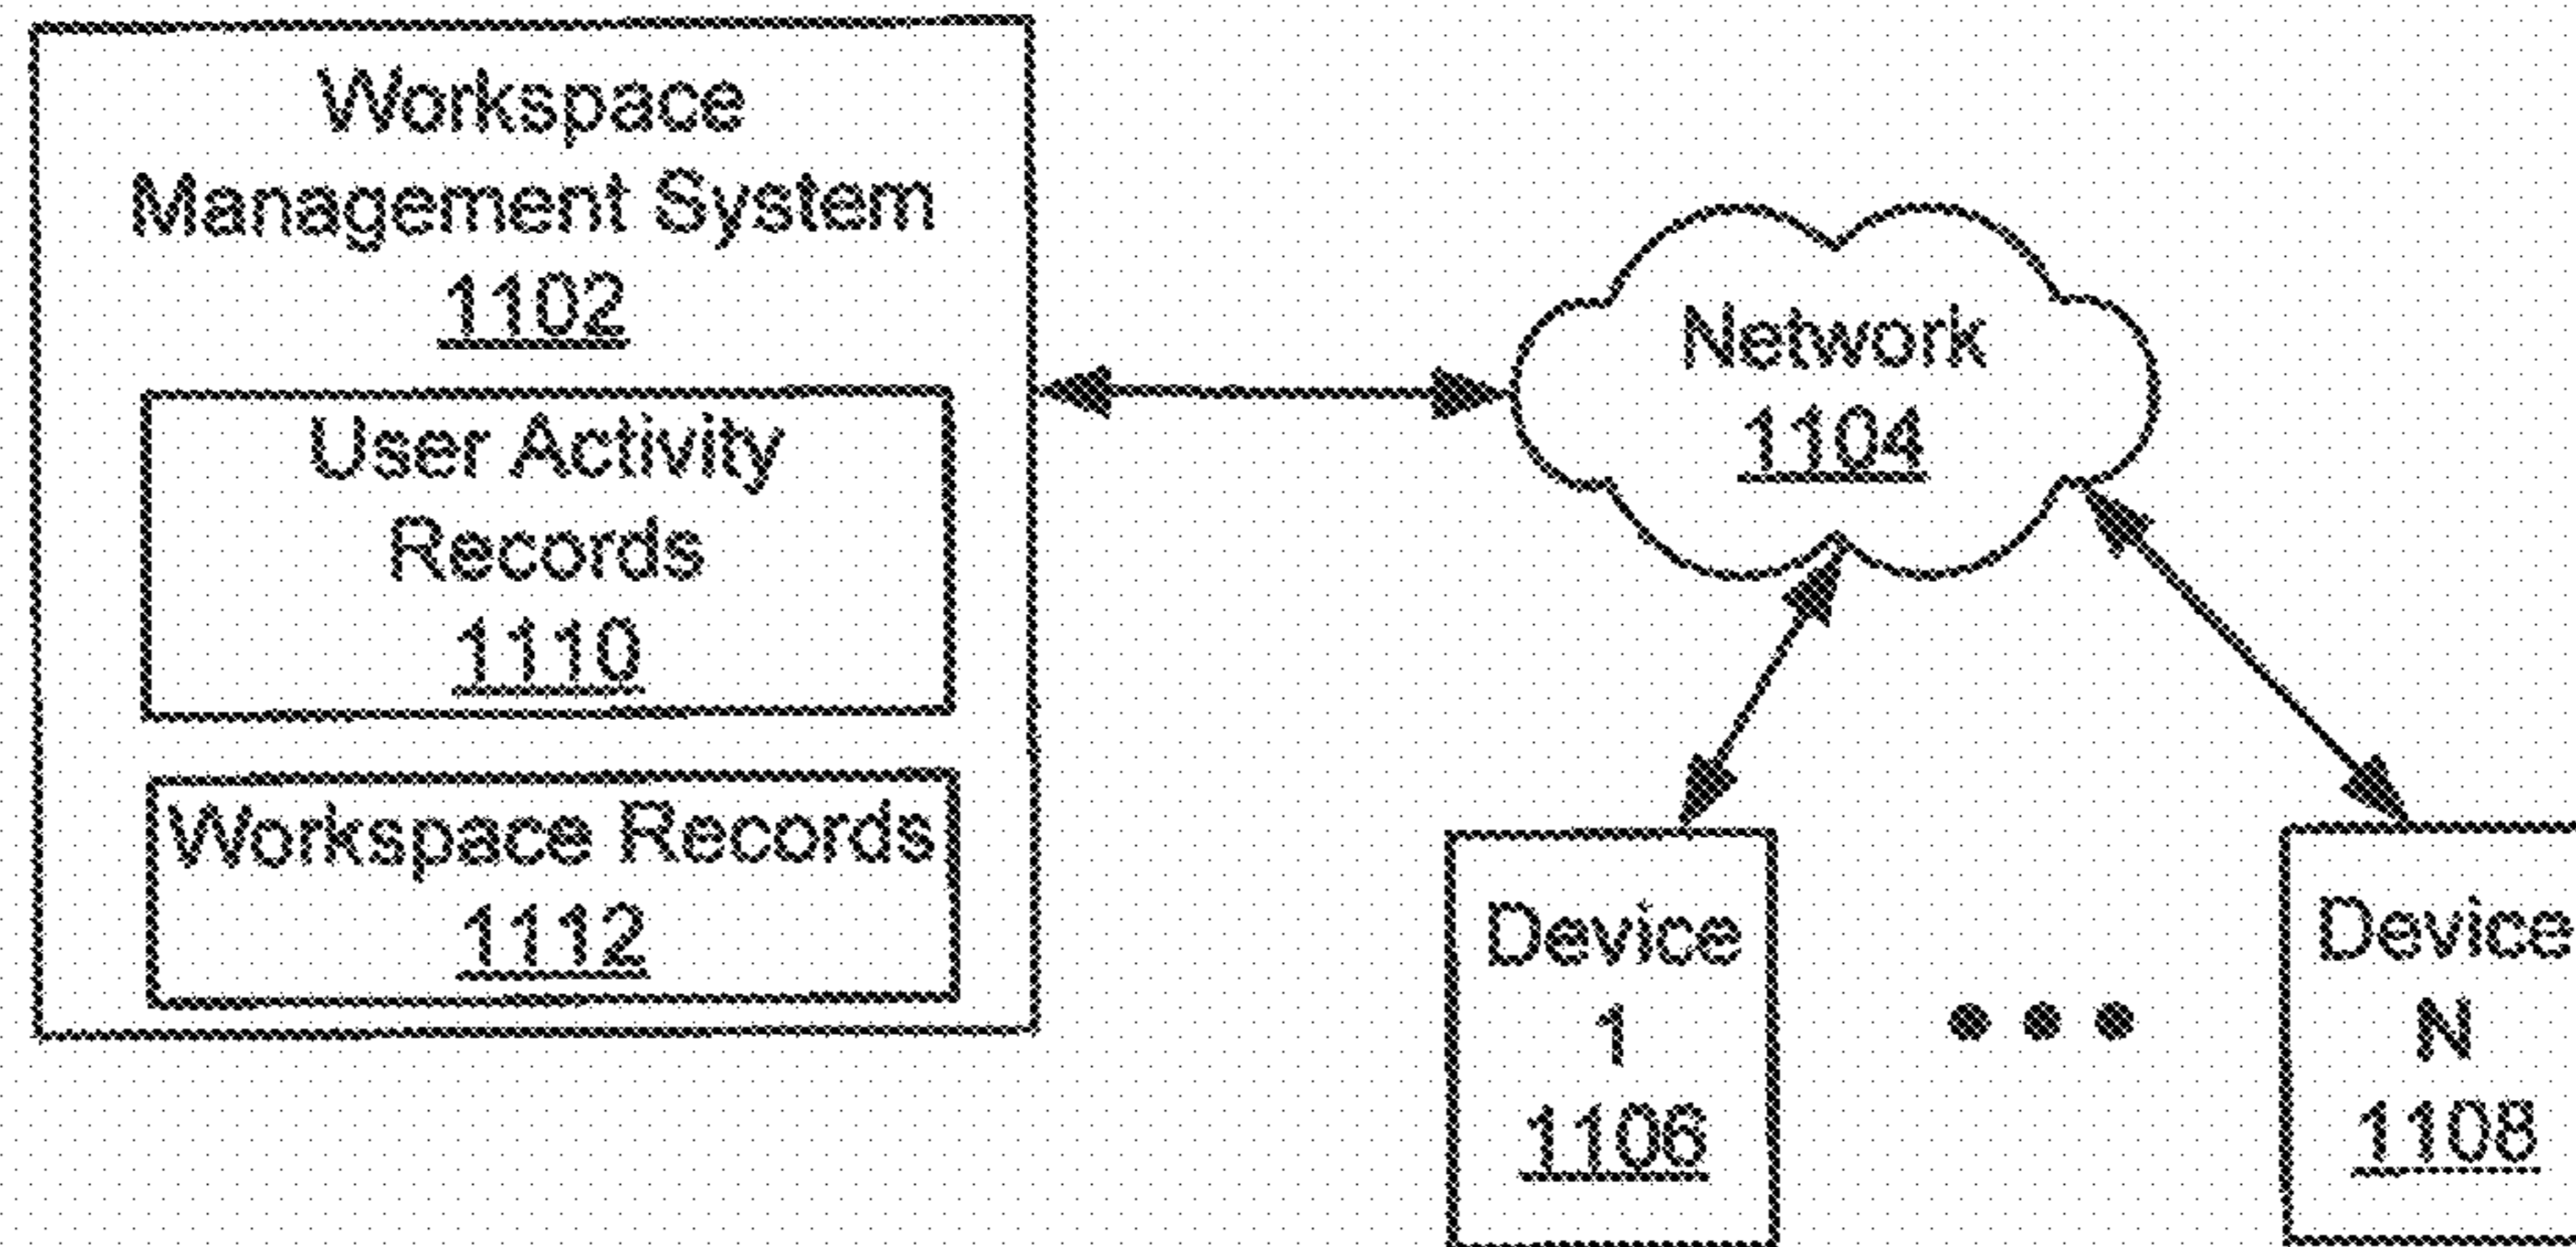 Workspace
Management System
1102
User Activity
Records
1110
Workspace Records
1112
Network
1104
Device
1
1106
Device
N
1108